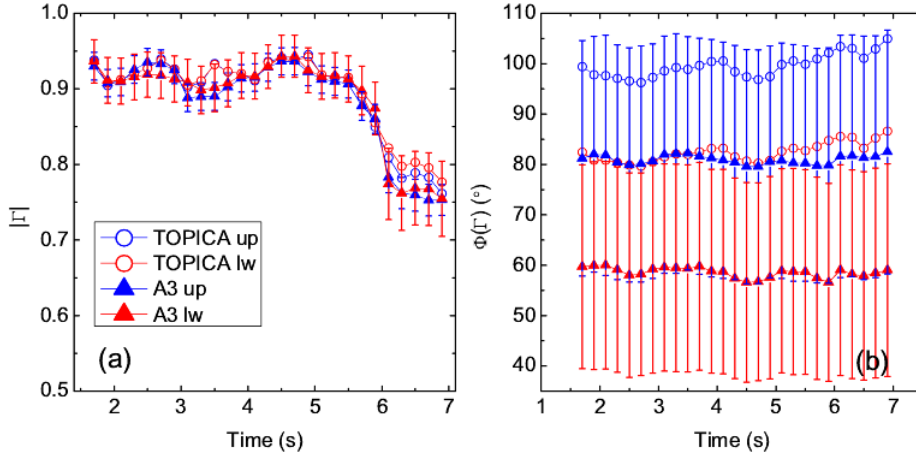 1.0
0.9
0.8
0.7
0.6
0.5
|Γ|
TOPICA up
TOPICA lw
A3 up
A3 lw
(a)
2 3 4 5 6 7
Time (s)
110
100
90
80
70
60
50
40
Φ(Γ) (°)
(b)
1 2 3 4 5 6 7
Time (s)